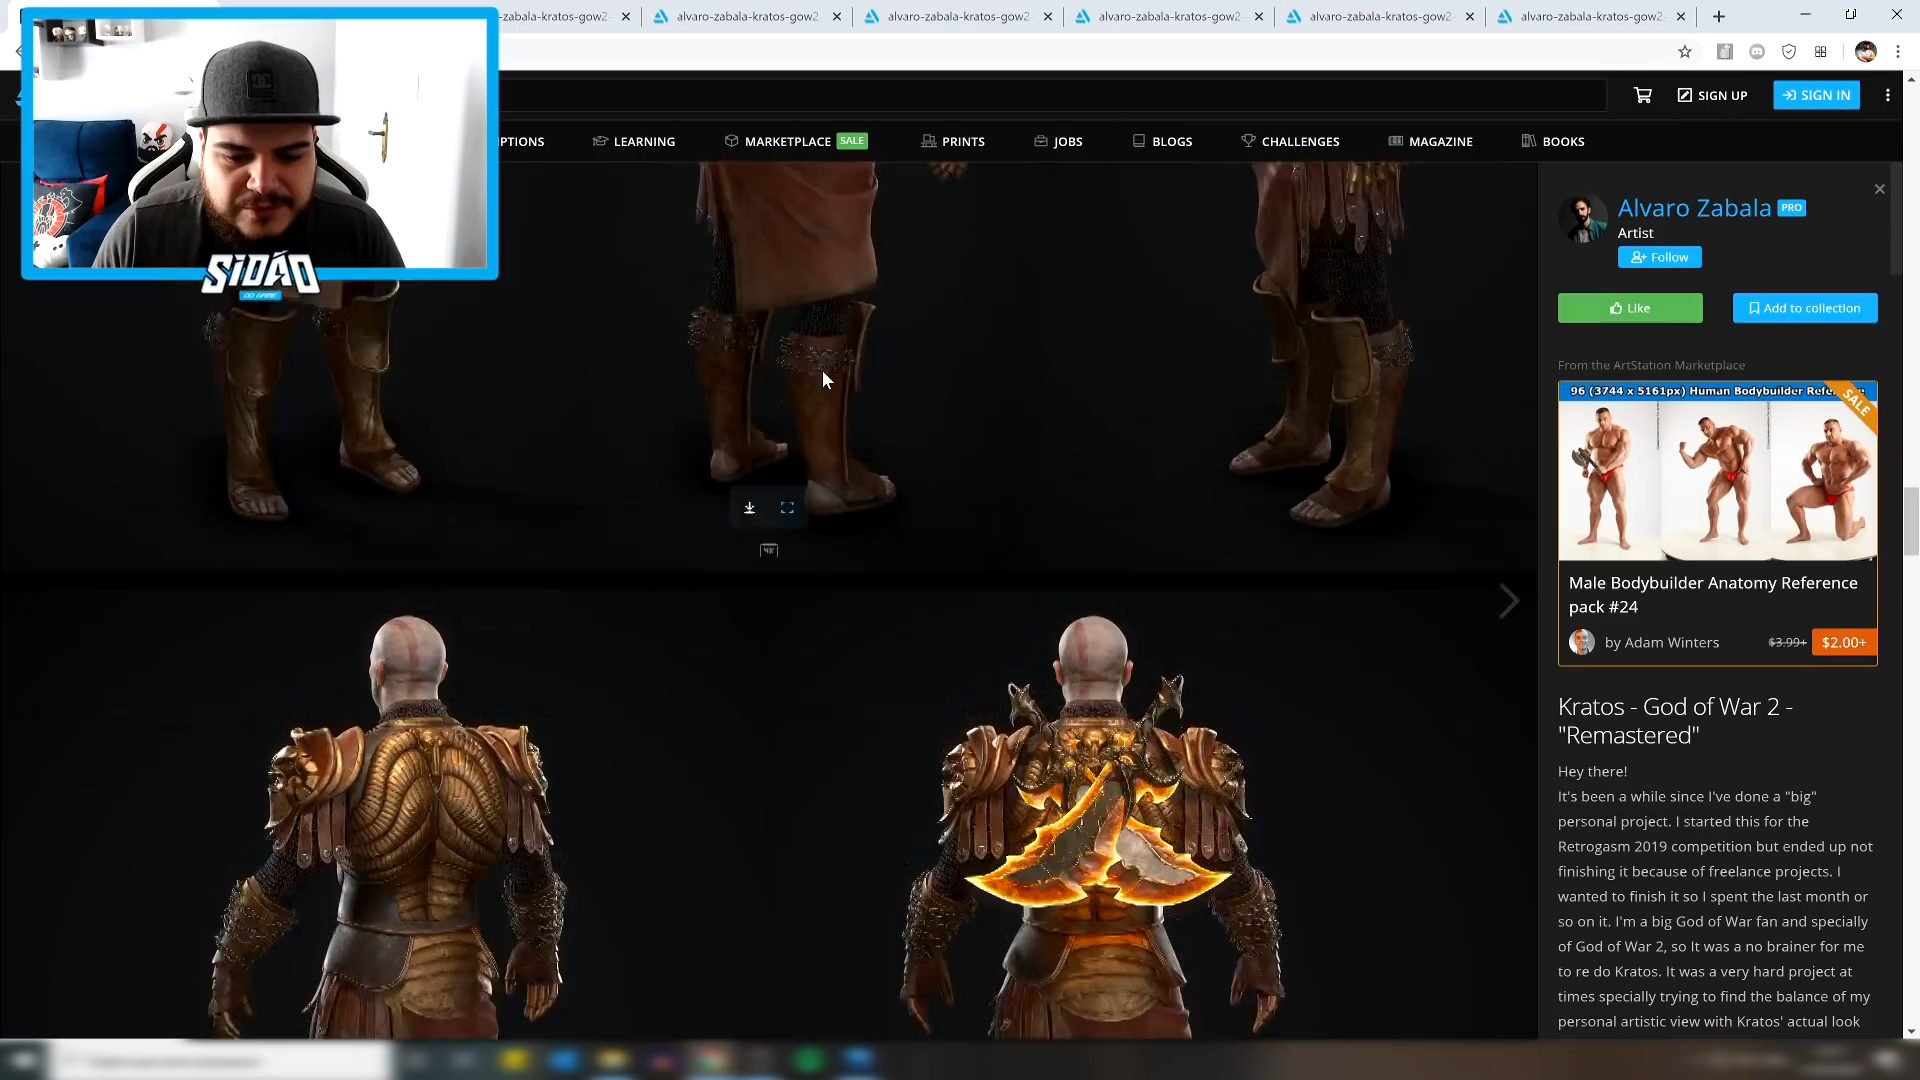 -zabala-kratos-gow2-
alvaro-zabala-kratos-gow2-
alvaro-zabala-kratos-gow2-
alvaro-zabala-kratos-gow2-
alvaro-zabala-kratos-gow2-
alvaro-zabala-kratos-gow2-
SIGN UP
SIGN IN
PTIONS
LEARNING
MARKETPLACE SALE
PRINTS
JOBS
BLOGS
CHALLENGES
MAGAZINE
BOOKS
SIDÃO
DO GAME
Alvaro Zabala PRO
Artist
Follow
Like
Add to collection
From the ArtStation Marketplace
96 (3744 x 5161px) Human Bodybuilder Refe
SALE
Male Bodybuilder Anatomy Reference
pack #24
by Adam Winters $3.99+ $2.00+
4K
Kratos - God of War 2 -
"Remastered"
Hey there!
It's been a while since I've done a "big"
personal project. I started this for the
Retrogasm 2019 competition but ended up not
finishing it because of freelance projects. I
wanted to finish it so I spent the last month or
so on it. I'm a big God of War fan and specially
of God of War 2, so It was a no brainer for me
to re do Kratos. It was a very hard project at
times specially trying to find the balance of my
personal artistic view with Kratos' actual look